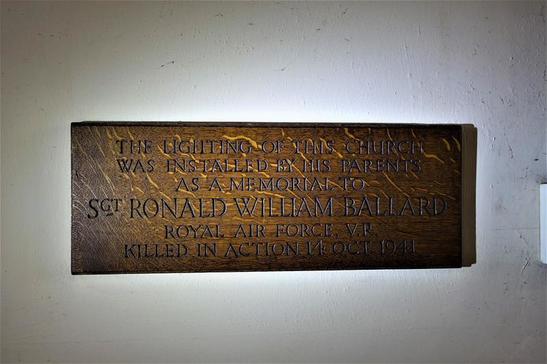 THE LIGHTING OF THIS CHURCH
WAS INSTALLED BY HIS PARENTS
AS A MEMORIAL TO
SGT RONALD WILLIAM BALLARD
ROYAL AIR FORCE, V.R.
KILLED IN ACTION 14 OCT 1941